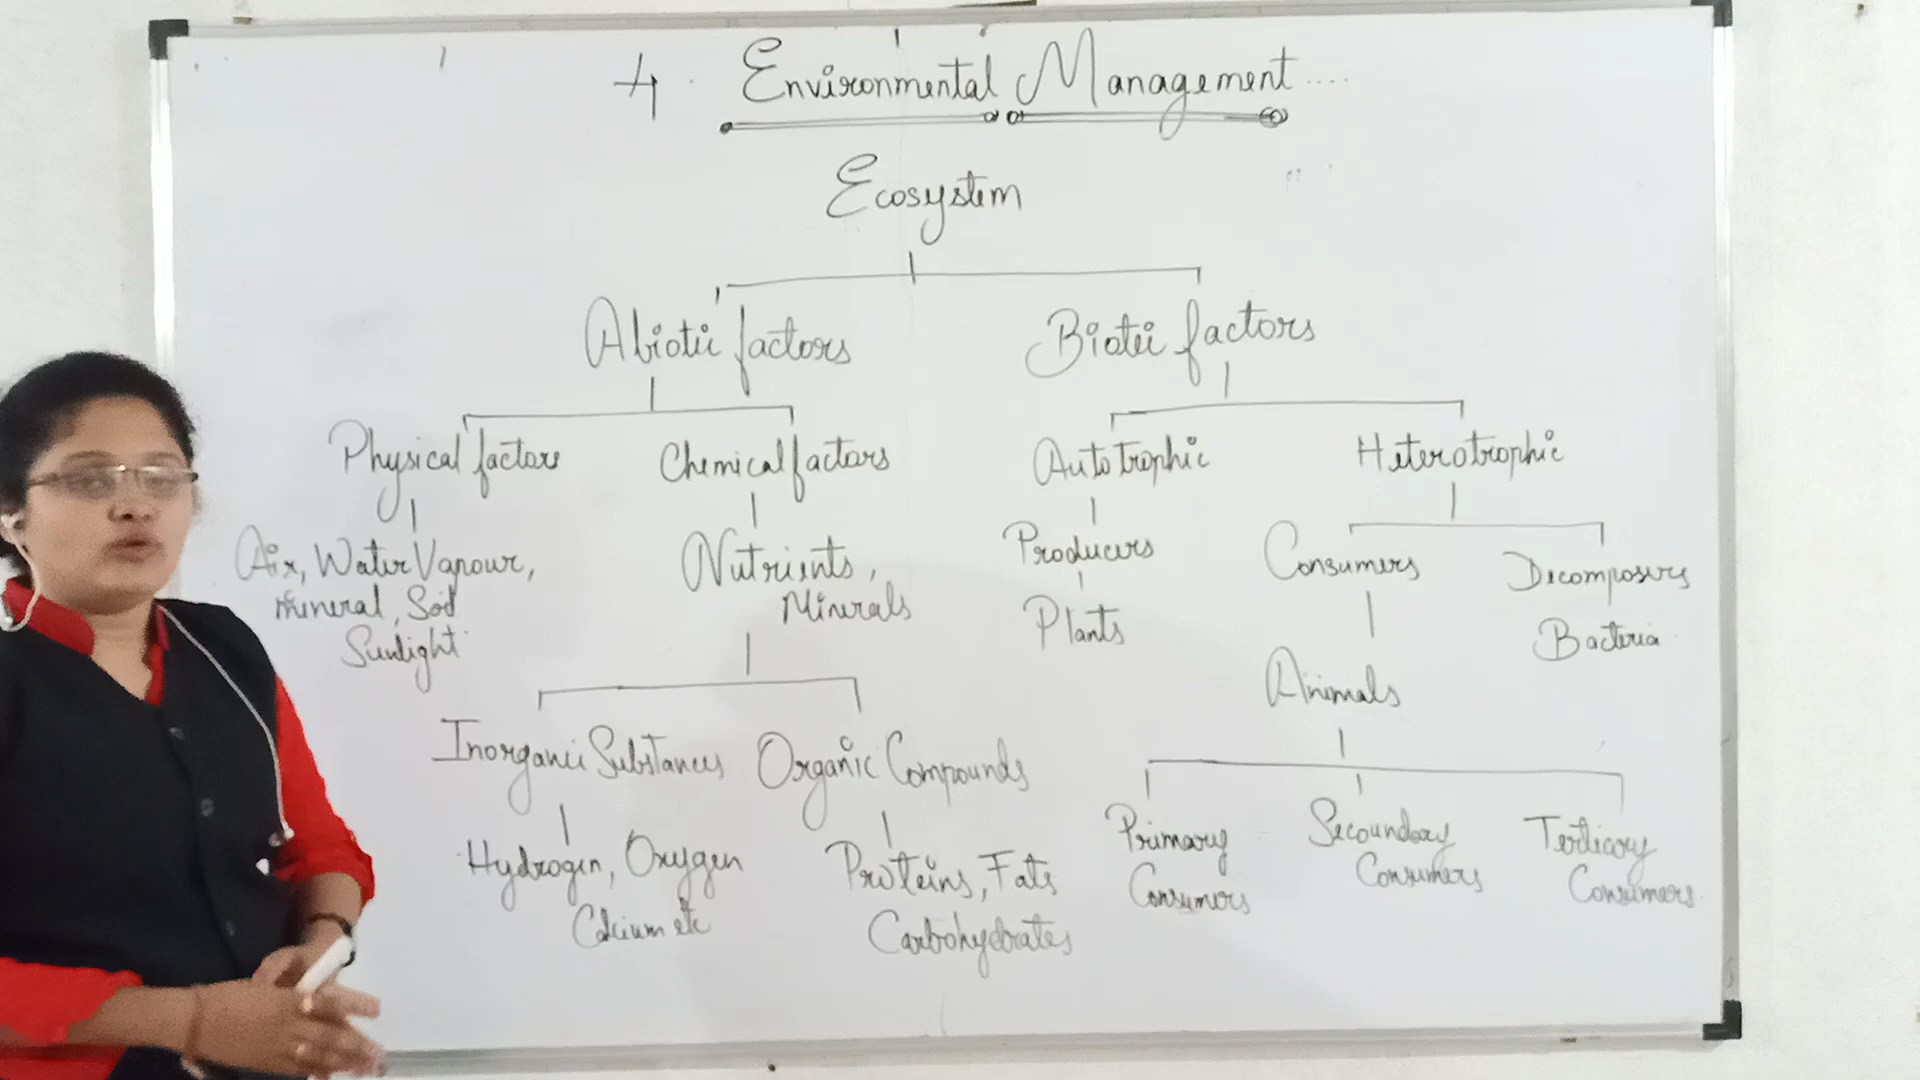 4. Environmental Management....
Ecosystem
Abiotic factors
Biotic factors
Physical factors
Chemical factors
Autotrophic
Heterotrophic
Air, Water Vapour,
Mineral, Soil
Sunlight.
Nutrients,
Minerals
Producers
Plants
Consumers
Decomposers
Bacteria
Animals
Inorganic Substances
Organic Compounds
Hydrogen, Oxygen
Calcium etc
Proteins, Fats
Carbohydrates
Primary
Consumers
Secoundary
Consumers
Tertiary
Consumers